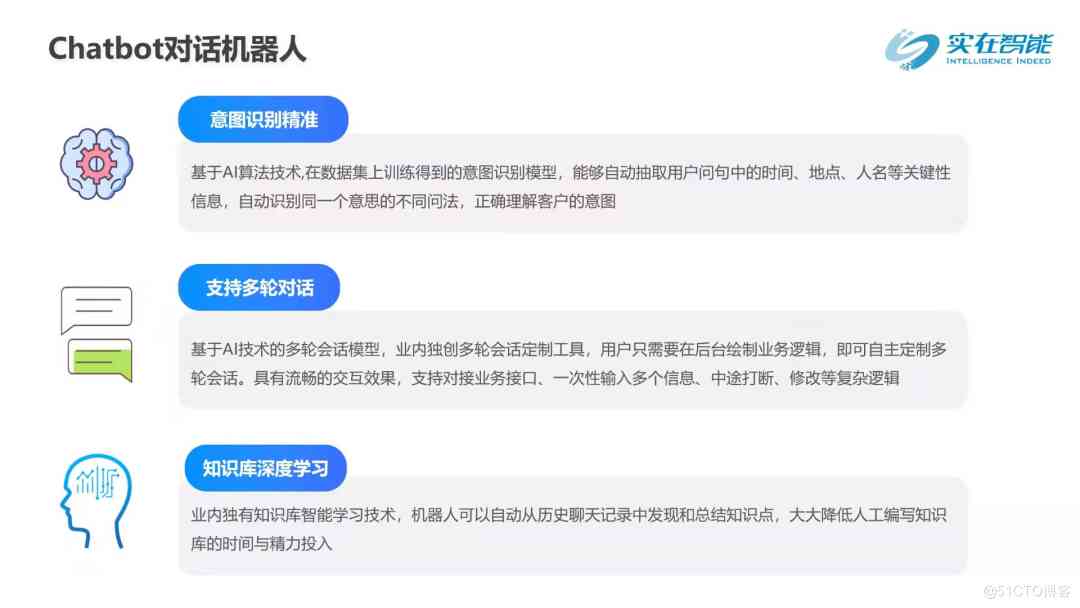 Chatbot对话机器人
实在智能
INTELLIGENCE INDEED
意图识别精准
基于AI算法技术,在数据集上训练得到的意图识别模型，能够自动抽取用户问句中的时间、地点、人名等关键性
信息，自动识别同一个意思的不同问法，正确理解客户的意图
支持多轮对话
基于AI技术的多轮会话模型，业内独创多轮会话定制工具，用户只需要在后台绘制业务逻辑，即可自主定制多
轮会话。具有流畅的交互效果，支持对接业务接口、一次性输入多个信息、中途打断、修改等复杂逻辑
知识库深度学习
业内独有知识库智能学习技术，机器人可以自动从历史聊天记录中发现和总结知识点，大大降低人工编写知识
库的时间与精力投入
@51CTO博客